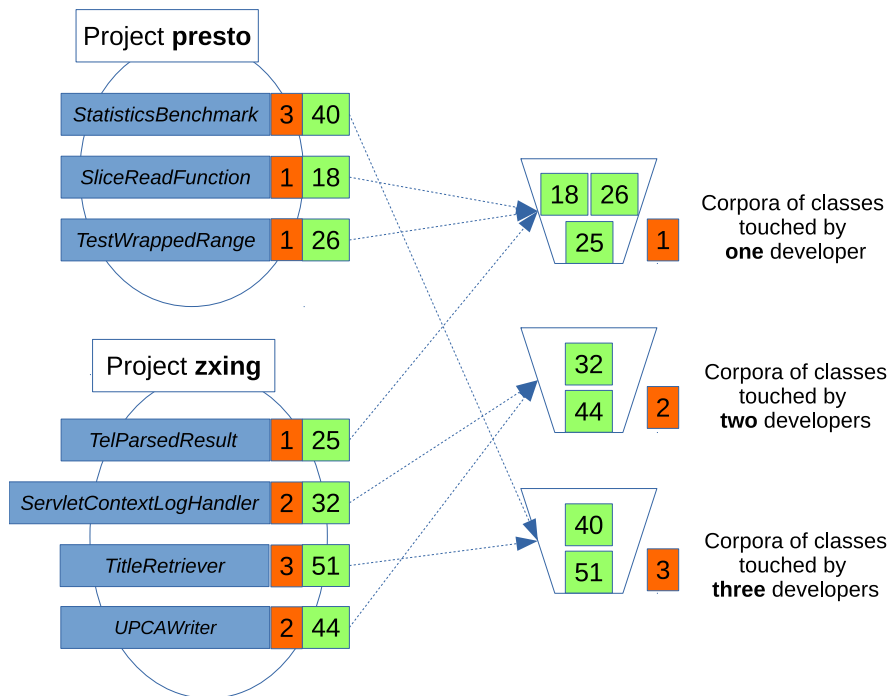 Project presto
StatisticsBenchmark 3 40
SliceReadFunction 1 18
TestWrappedRange 1 26
Project zxing
TelParsedResult 1 25
ServletContextLogHandler 2 32
TitleRetriever 3 51
UPCAWriter 2 44
18 26
25
1
Corpora of classes
touched by
one developer
32
44
2
Corpora of classes
touched by
two developers
40
51
3
Corpora of classes
touched by
three developers